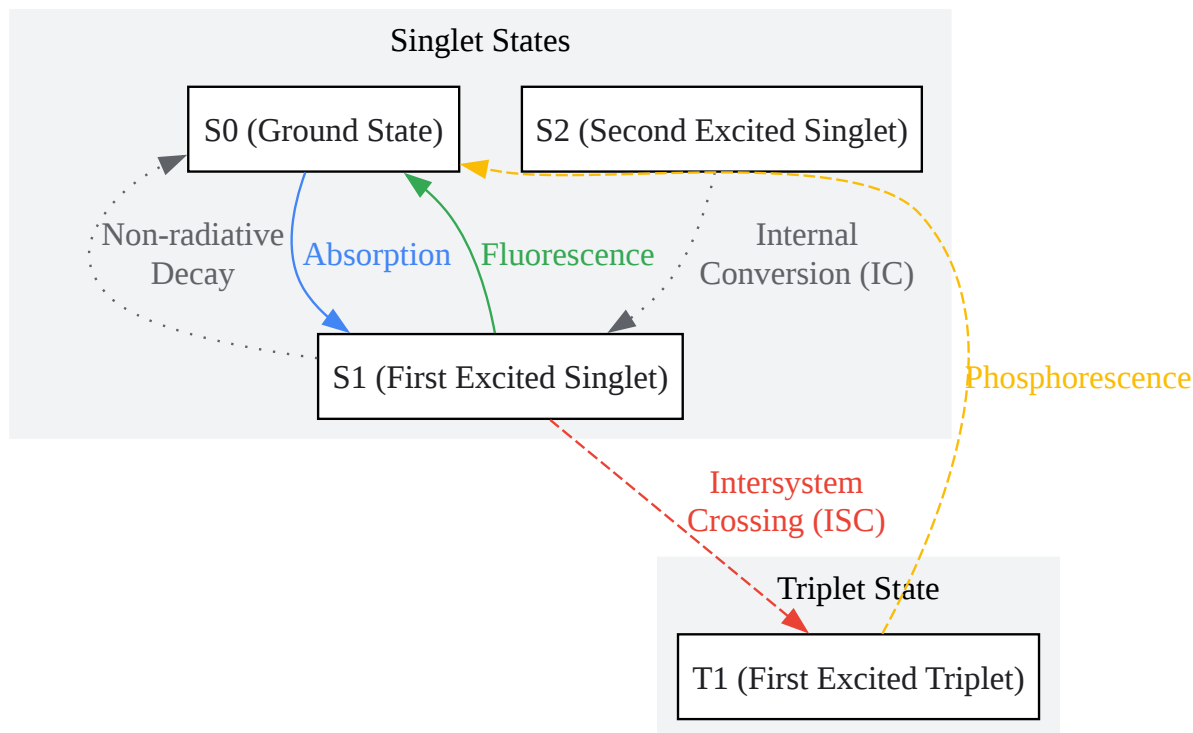 Singlet States
S0 (Ground State)
S2 (Second Excited Singlet)
Non-radiative
Decay
Absorption
Fluorescence
Internal
Conversion (IC)
S1 (First Excited Singlet)
Phosphorescence
Intersystem
Crossing (ISC)
Triplet State
T1 (First Excited Triplet)